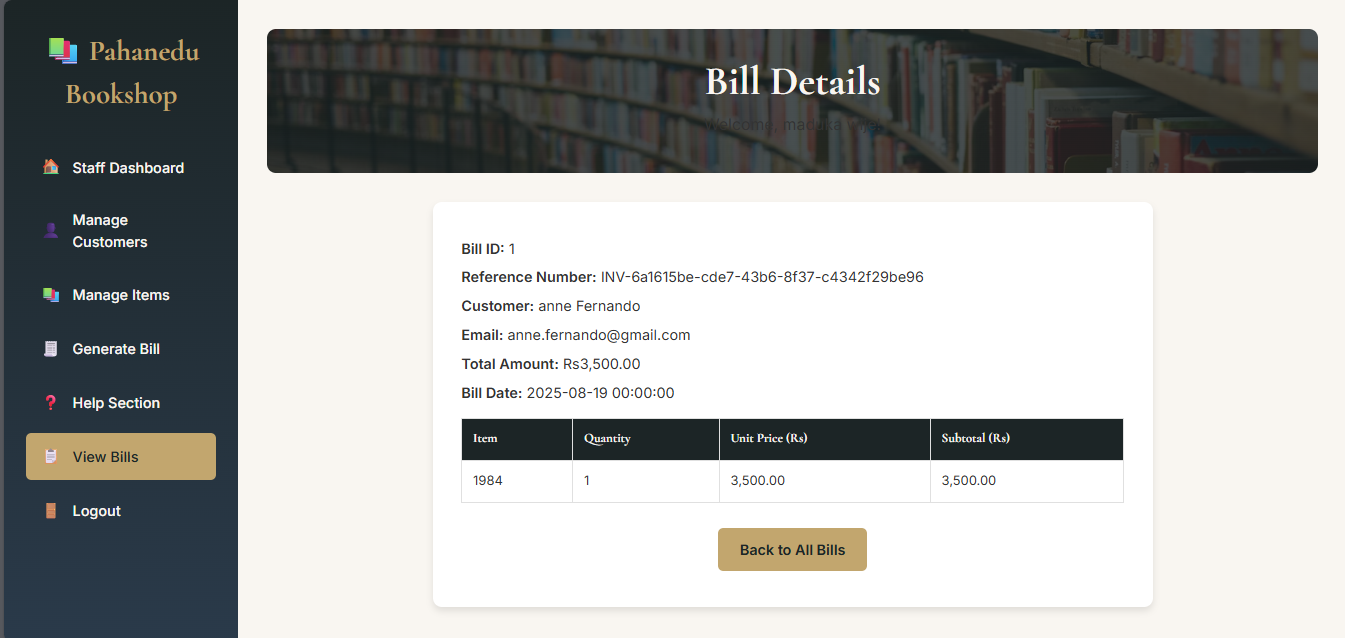 Pahanedu
Bookshop
Staff Dashboard
Manage
Customers
Manage Items
Generate Bill
Help Section
View Bills
Logout
Bill Details
Welcome, maduka
Bill ID: 1
Reference Number: INV-6a1615be-cde7-43b6-8f37-c4342f29be96
Customer: anne Fernando
Email: anne.fernando@gmail.com
Total Amount: Rs3,500.00
Bill Date: 2025-08-19 00:00:00
Item Quantity Unit Price (Rs) Subtotal (Rs)
1984 1 3,500.00 3,500.00
Back to All Bills